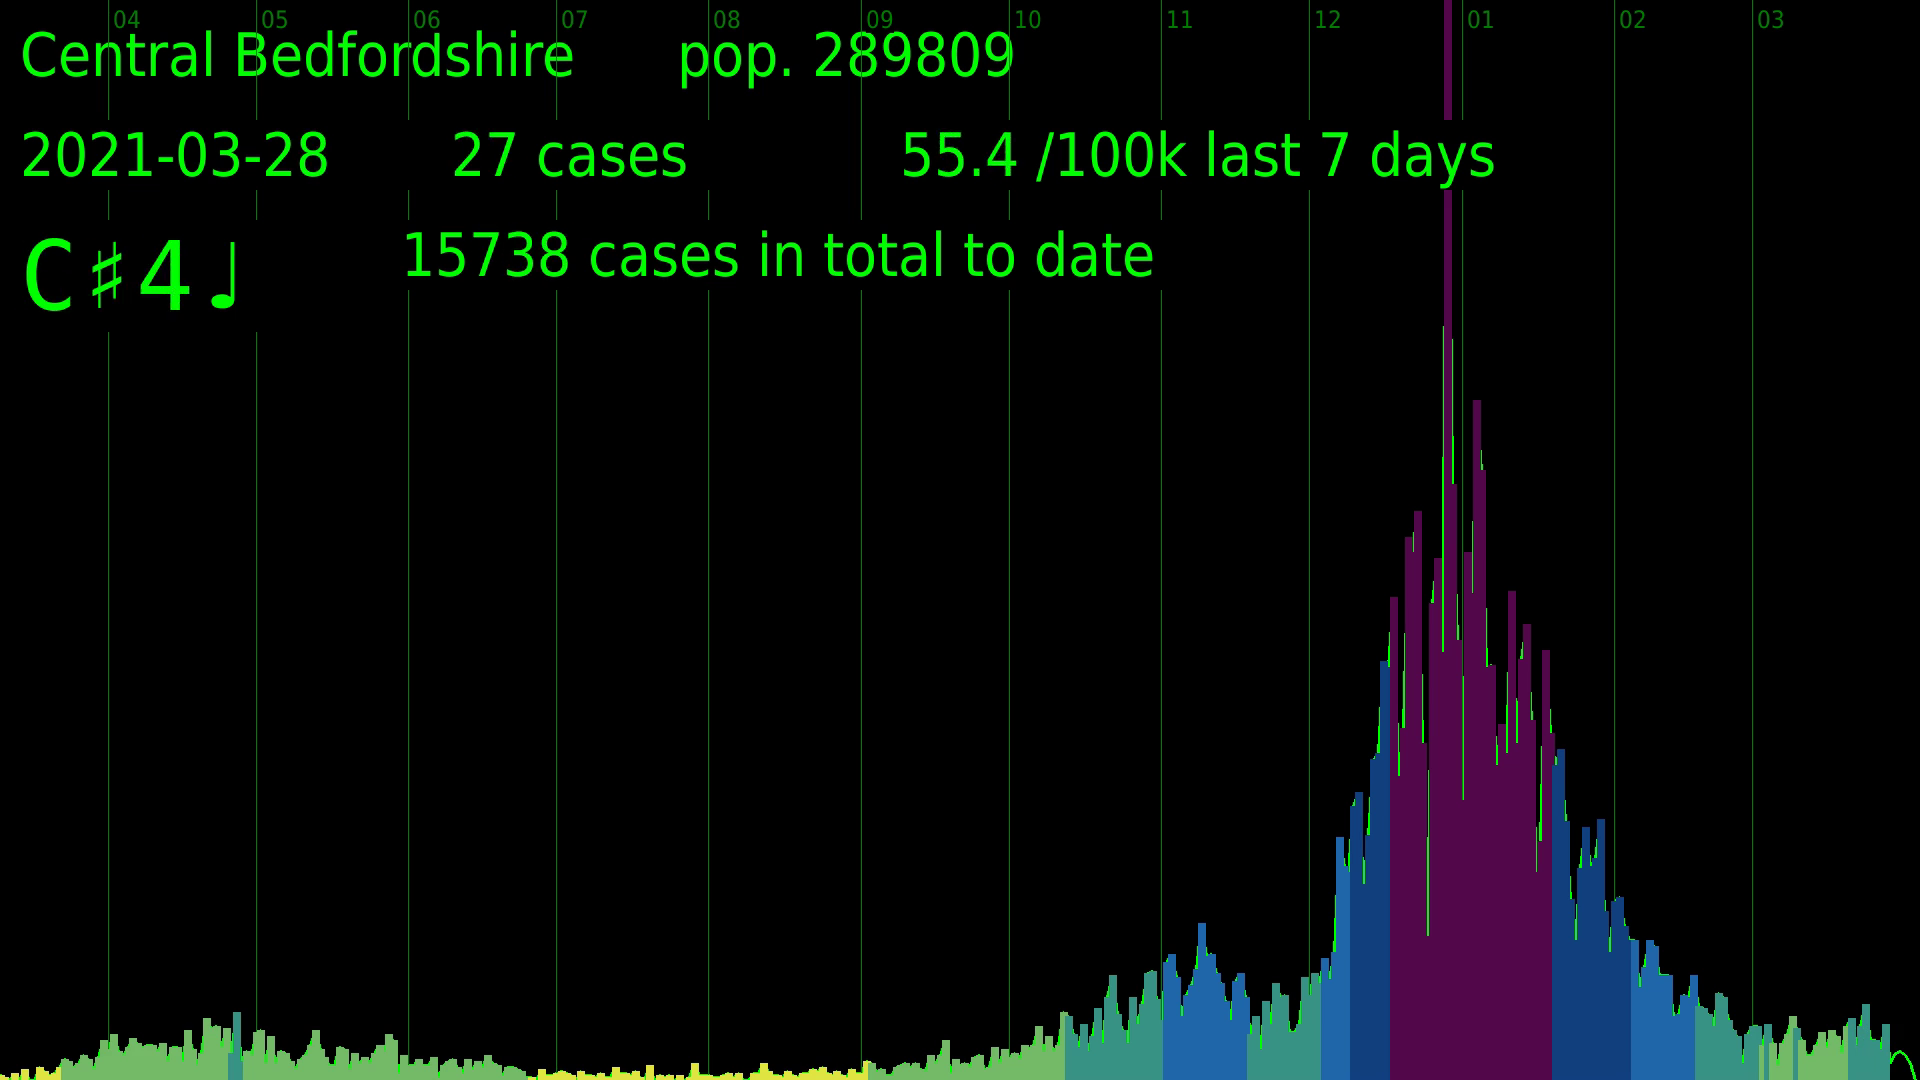 04 05 06 07 08 09 10 11 12 01 02 03
Central Bedfordshire pop. 289809
2021-03-28 27 cases 55.4 /100k last 7 days
C♯4♩ 15738 cases in total to date